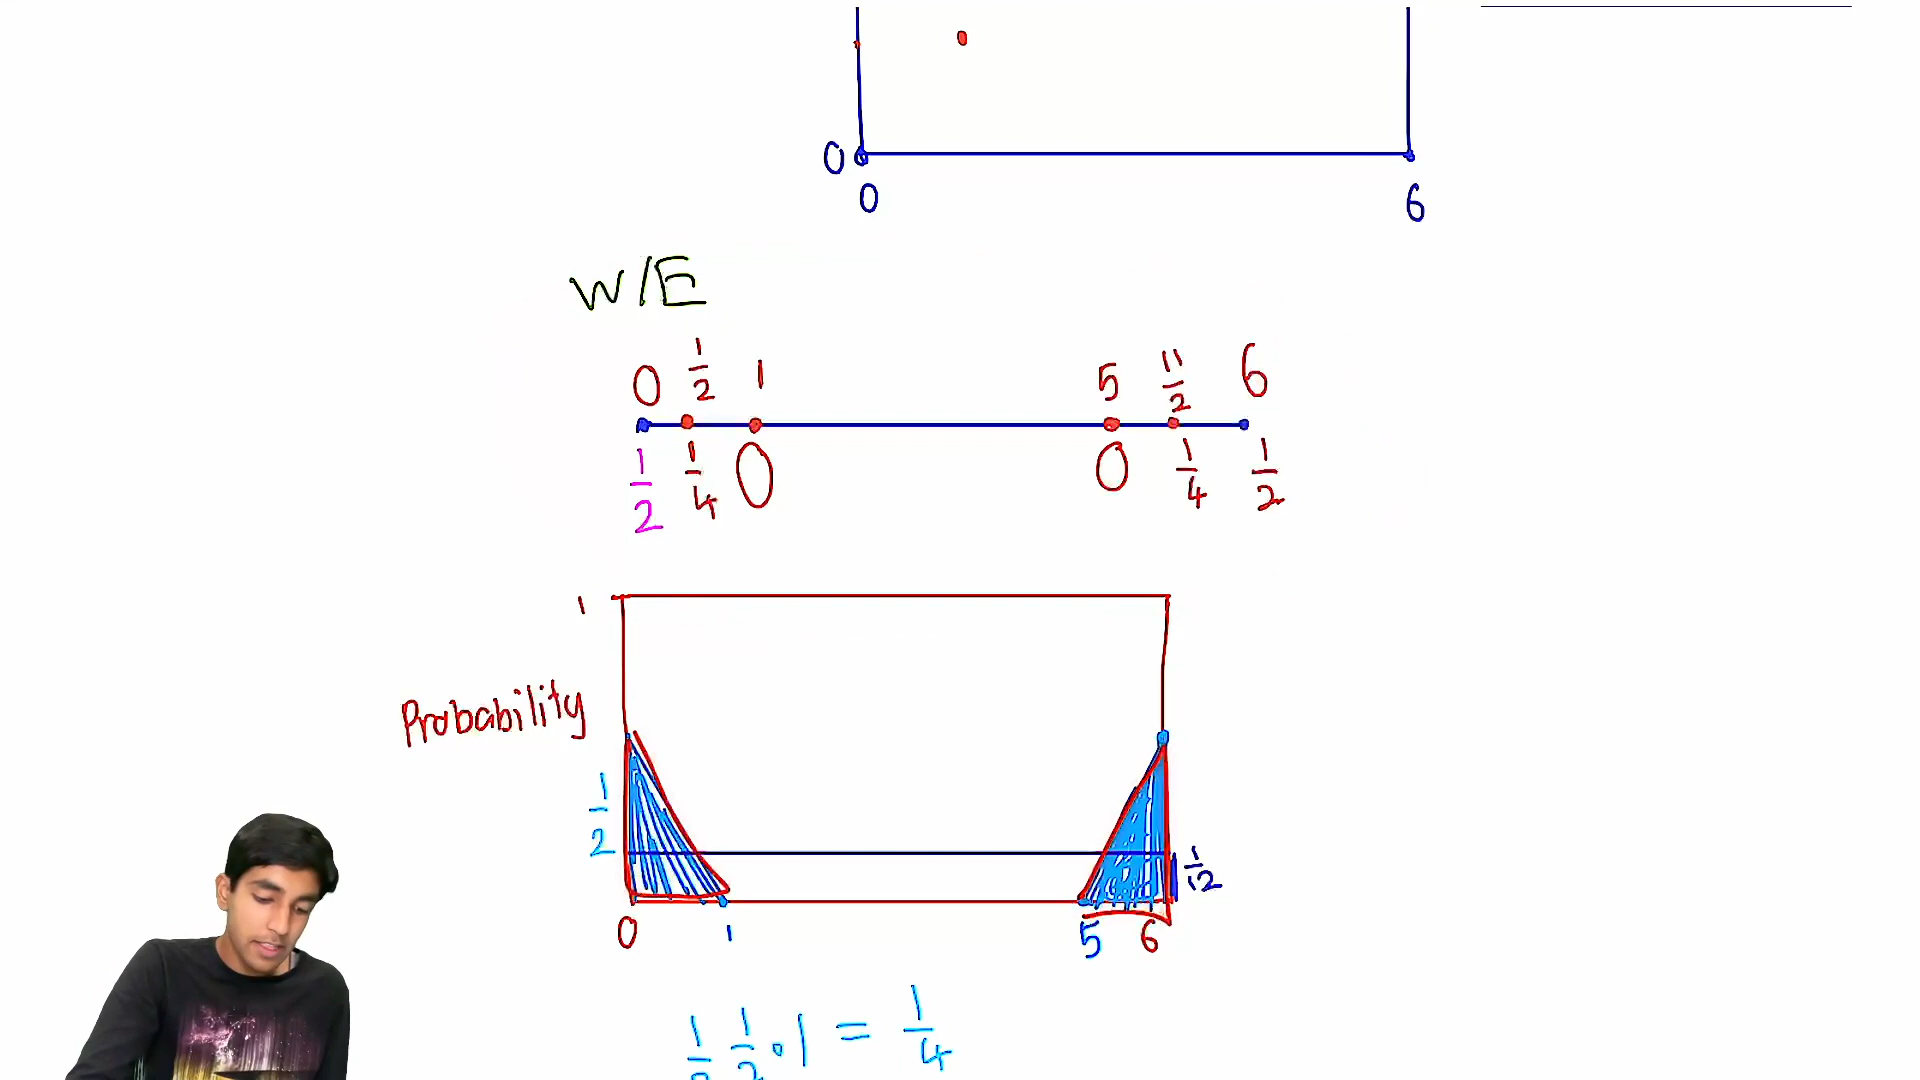 0
0 6
W/E
0 1/2 1 5 11/2 6
1/2 1/4 0 0 1/4 1/2
1
Probability
1/2
1/12
0 1 5 6
1/2 1/2 · 1 = 1/4